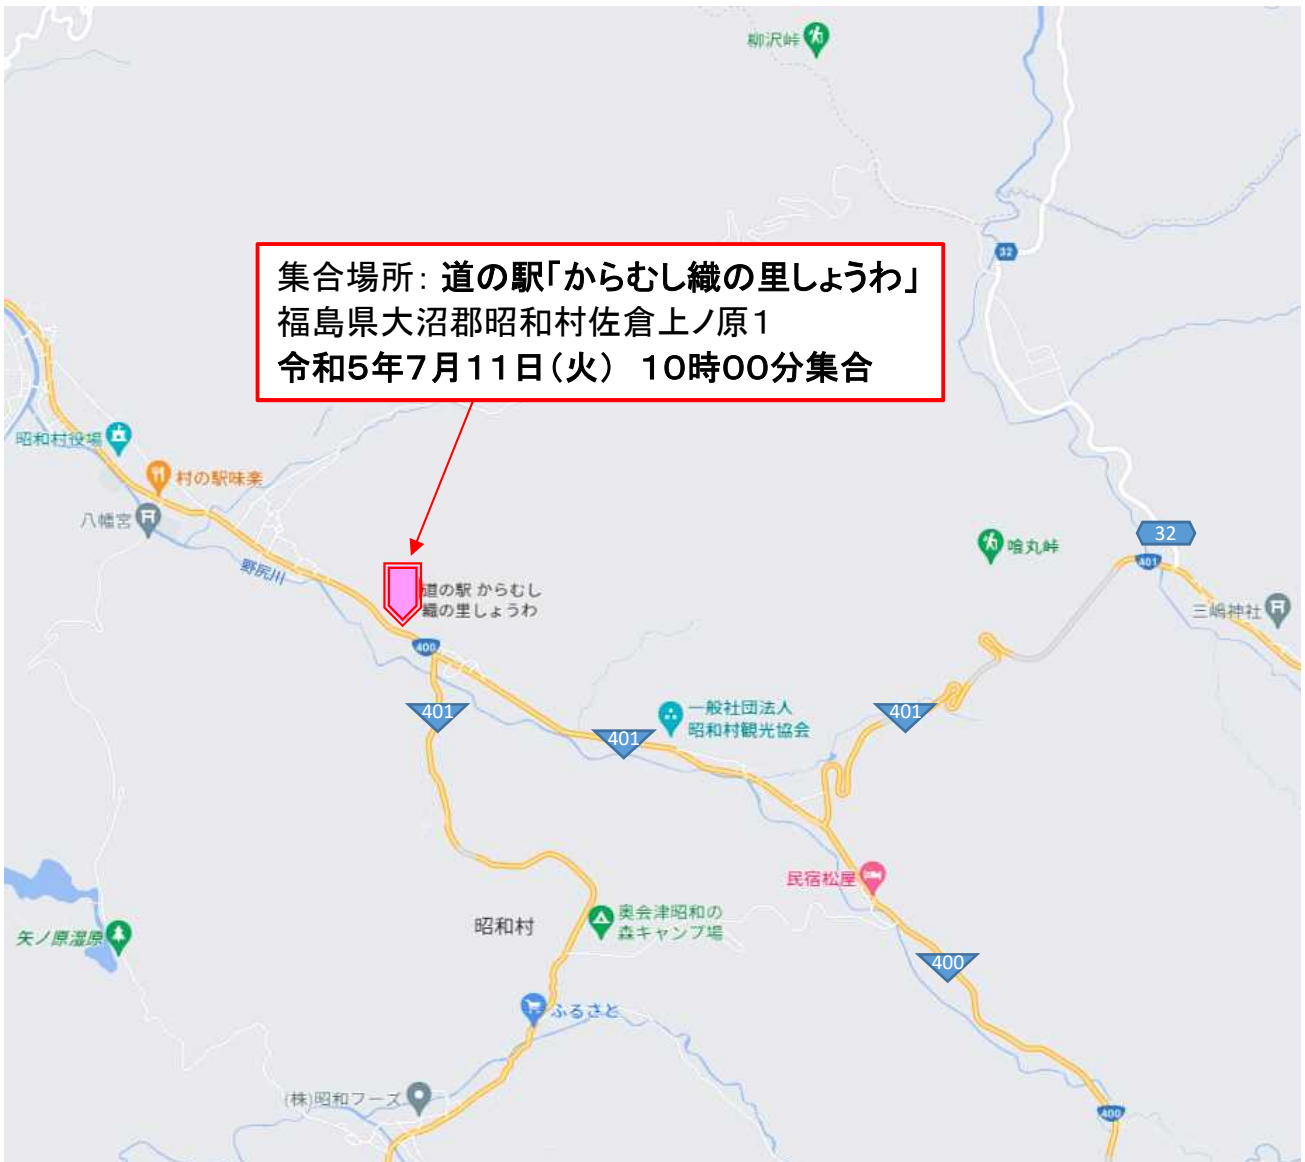 柳沢峠
32
集合場所：道の駅「からむし織の里しょうわ」
福島県大沼郡昭和村佐倉上ノ原１
令和５年７月１１日（火）　１０時００分集合
昭和村役場
村の駅味楽
八幡宮
野尻川
道の駅 からむし
織の里しょうわ
400
喰丸峠
32
401
三嶋神社
401
401
401
一般社団法人
昭和村観光協会
民宿松屋
昭和村
奥会津昭和の
森キャンプ場
矢ノ原湿原
400
ふるさと
(株)昭和フーズ
400